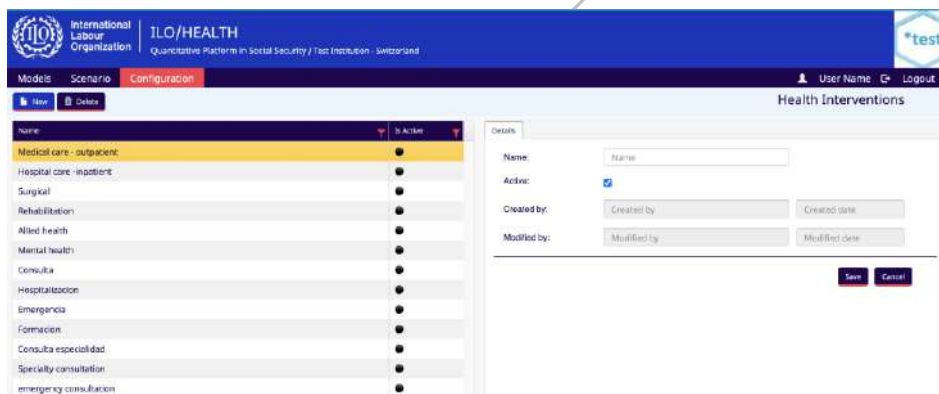 International
Labour
Organization
ILO/HEALTH
Quantitative Platform in Social Security / Test Institution - Switzerland
*test
Models Scenario Configuration
User Name Logout
New Delete
Health Interventions
Name Is Active
Details
Medical care - outpatient
Hospital care -inpatient
Surgical
Rehabilitation
Allied health
Mental health
Consulta
Hospitalizacion
Emergencia
Formacion
Consulta especialidad
Specialty consultation
emergency consultation
Name: Name
Active:
Created by: Created by Created date
Modified by: Modified by Modified date
Save Cancel